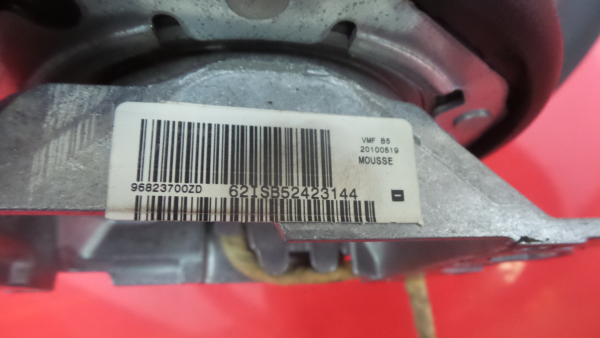 VMF B5
20100519
MOUSSE
96823700ZD
62ISB52423144